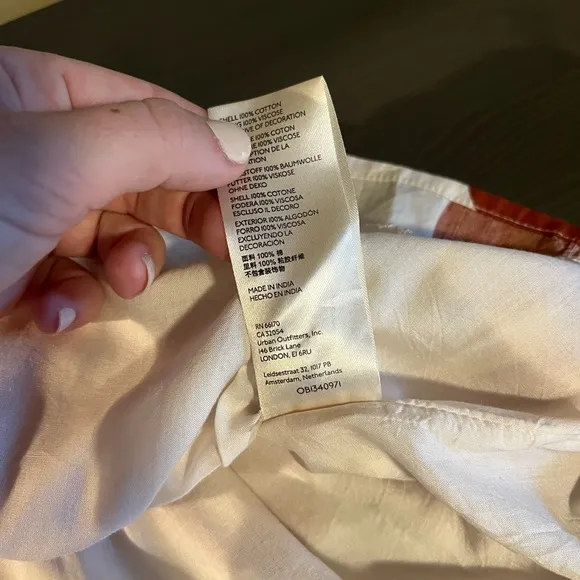 SHELL 100% COTTON
100% VISCOSE
OF DECORATION
100% COTON
100% VISCOSE
DE LA
100% BAUMWOLLE
FUTTER 100% VISKOSE
OHNE DEKO
SHELL 100% COTONE
FODERA 100% VISCOSA
ESCLUSO IL DECORO
EXTERIOR 100% ALGODÓN
FORRO 100% VISCOSA
EXCLUYENDO LA
DECORACIÓN
面料 100% 棉
里料 100% 粘胶纤维
不包含装饰物
MADE IN INDIA
HECHO EN INDIA
RN 66170
CA 32054
Urban Outfitters, Inc.
146 Brick Lane
LONDON, E1 6RU
Leidsestraat 32, 1017 PB
Amsterdam, Netherlands
OB1340971